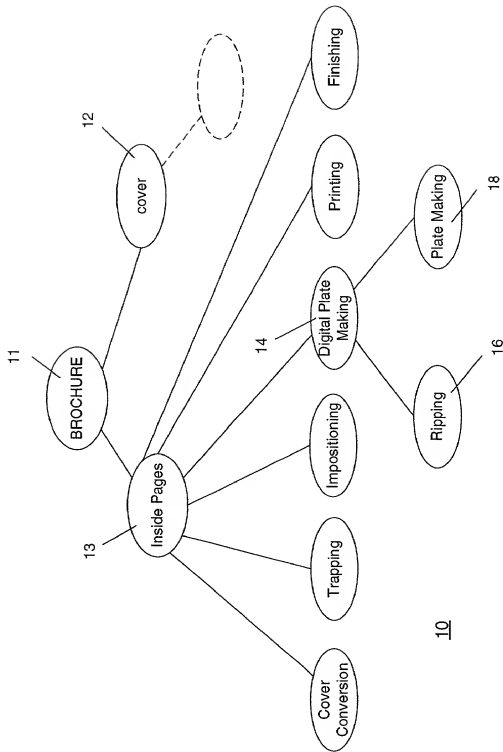 11
BROCHURE
12
cover
13
Inside Pages
Cover
Conversion
Trapping
Impositioning
14
Digital Plate
Making
Printing
Finishing
Ripping
16
Plate Making
18
10